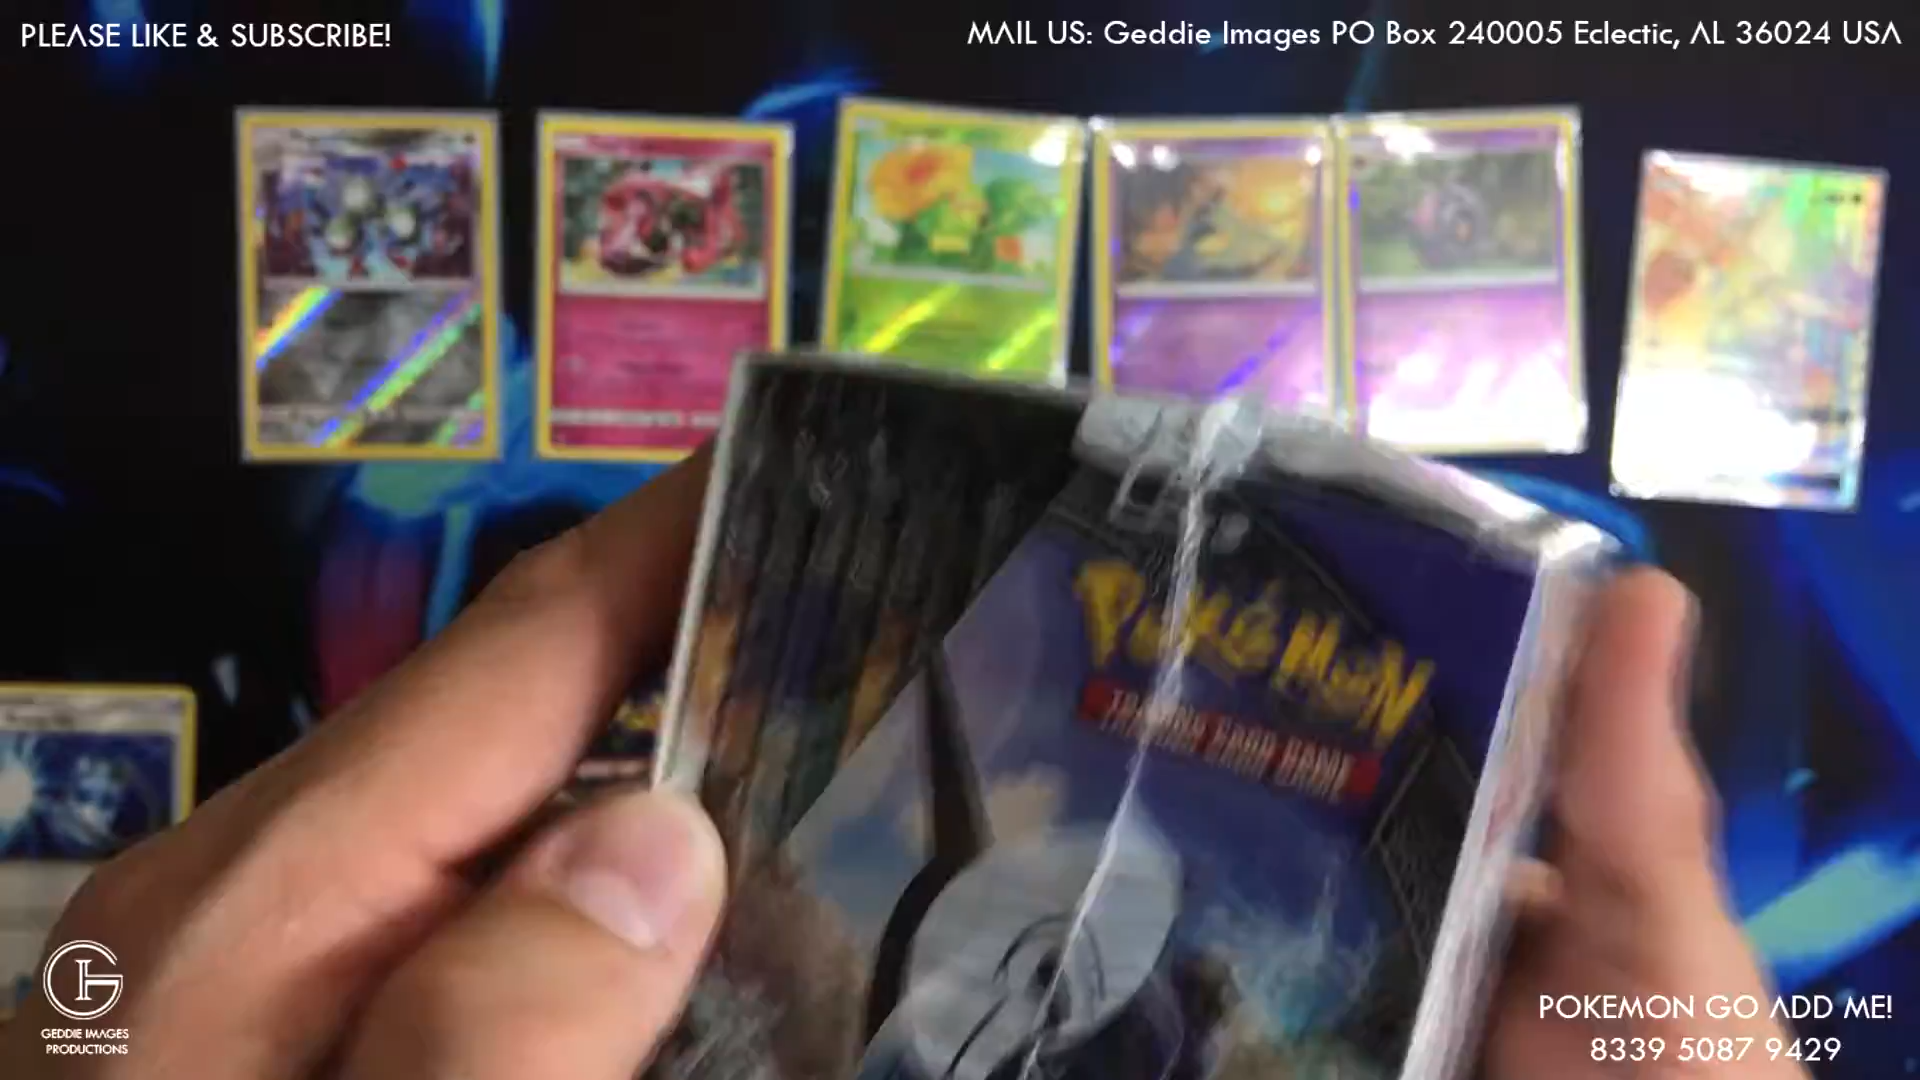 PLEASE LIKE & SUBSCRIBE!
MAIL US: Geddie Images PO Box 240005 Eclectic, AL 36024 USA
POKéMON
TRADING CARD GAME
GEDDIE IMAGES
PRODUCTIONS
POKEMON GO ADD ME!
8339 5087 9429